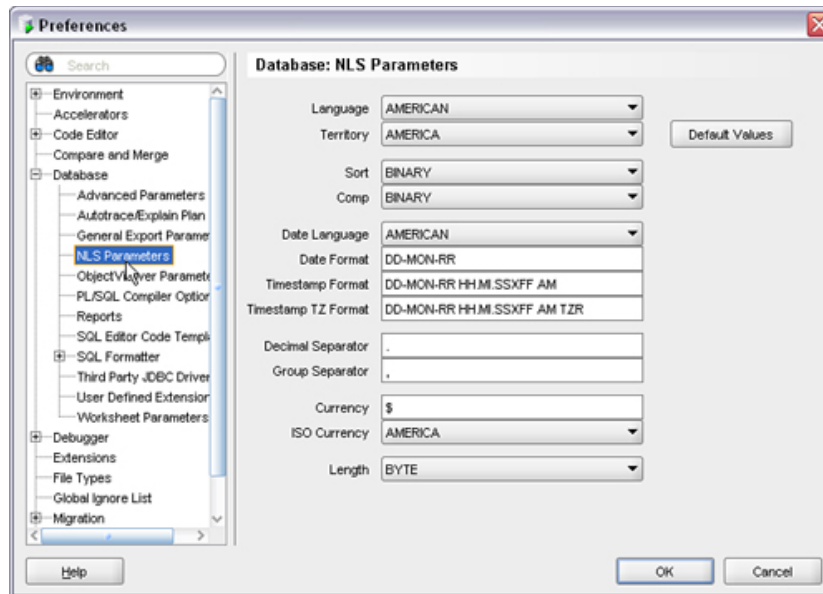 Preferences
Search
Environment
Accelerators
Code Editor
Compare and Merge
Database
Advanced Parameters
Autotrace/Explain Plan
General Export Parame
NLS Parameters
ObjectViewer Paramete
PL/SQL Compiler Option
Reports
SQL Editor Code Templ
SQL Formatter
Third Party JDBC Driver
User Defined Extension
Worksheet Parameters
Debugger
Extensions
File Types
Global Ignore List
Migration
Database: NLS Parameters
Language AMERICAN
Territory AMERICA
Default Values
Sort BINARY
Comp BINARY
Date Language AMERICAN
Date Format DD-MON-RR
Timestamp Format DD-MON-RR HH.MI.SSXFF AM
Timestamp TZ Format DD-MON-RR HH.MI.SSXFF AM TZR
Decimal Separator .
Group Separator ,
Currency $
ISO Currency AMERICA
Length BYTE
Help
OK
Cancel